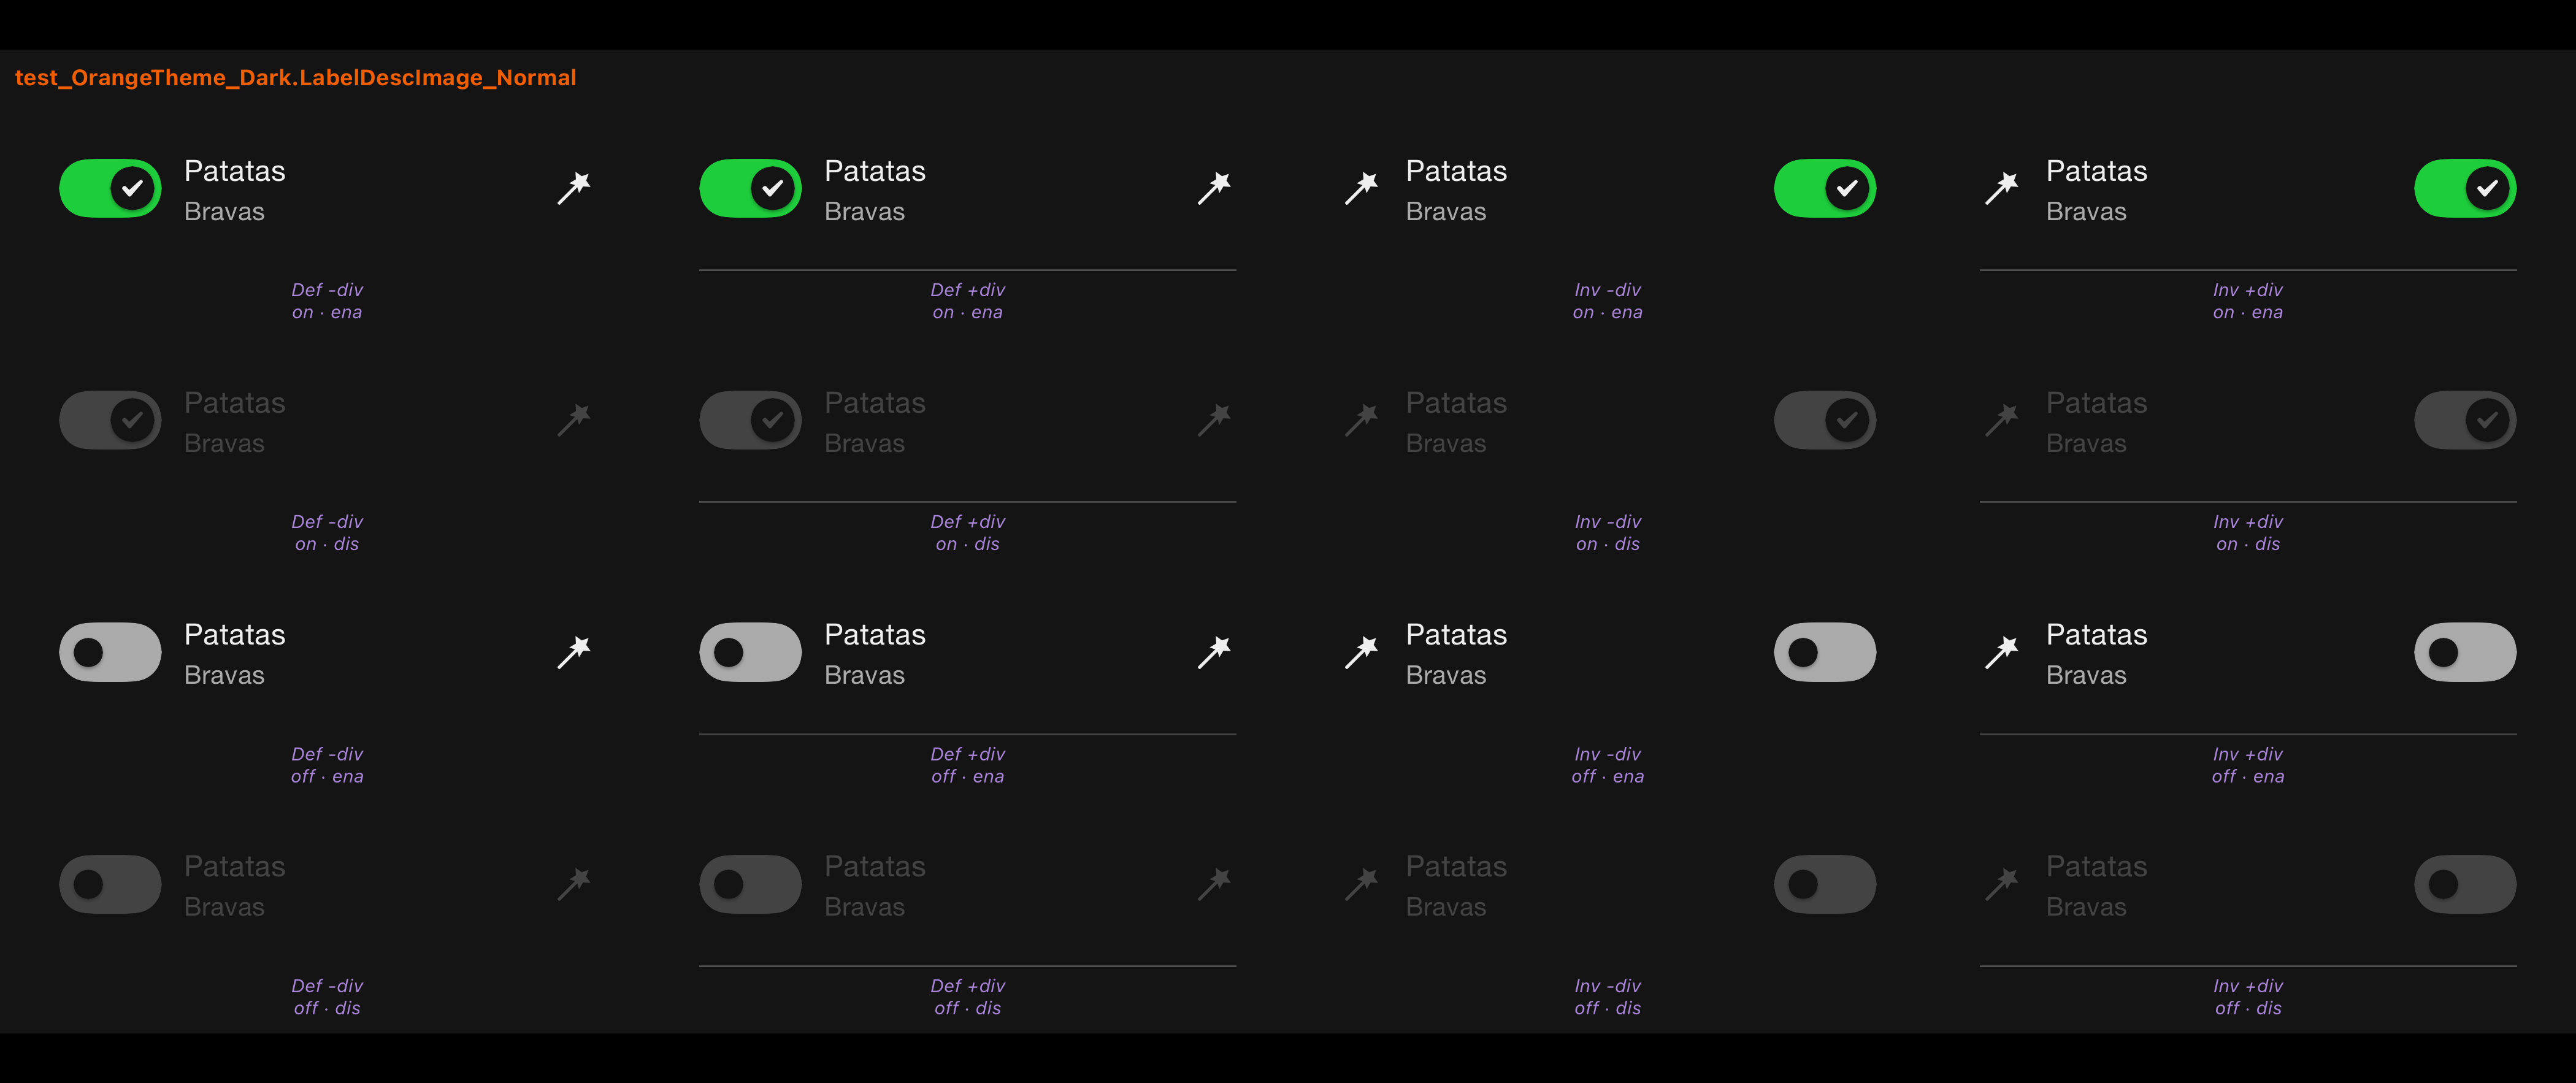 test_OrangeTheme_Dark.LabelDescImage_Normal
Patatas
Bravas
Def -div
on · ena
Patatas
Bravas
Def +div
on · ena
Patatas
Bravas
Inv -div
on · ena
Patatas
Bravas
Inv +div
on · ena
Patatas
Bravas
Def -div
on · dis
Patatas
Bravas
Def +div
on · dis
Patatas
Bravas
Inv -div
on · dis
Patatas
Bravas
Inv +div
on · dis
Patatas
Bravas
Def -div
off · ena
Patatas
Bravas
Def +div
off · ena
Patatas
Bravas
Inv -div
off · ena
Patatas
Bravas
Inv +div
off · ena
Patatas
Bravas
Def -div
off · dis
Patatas
Bravas
Def +div
off · dis
Patatas
Bravas
Inv -div
off · dis
Patatas
Bravas
Inv +div
off · dis